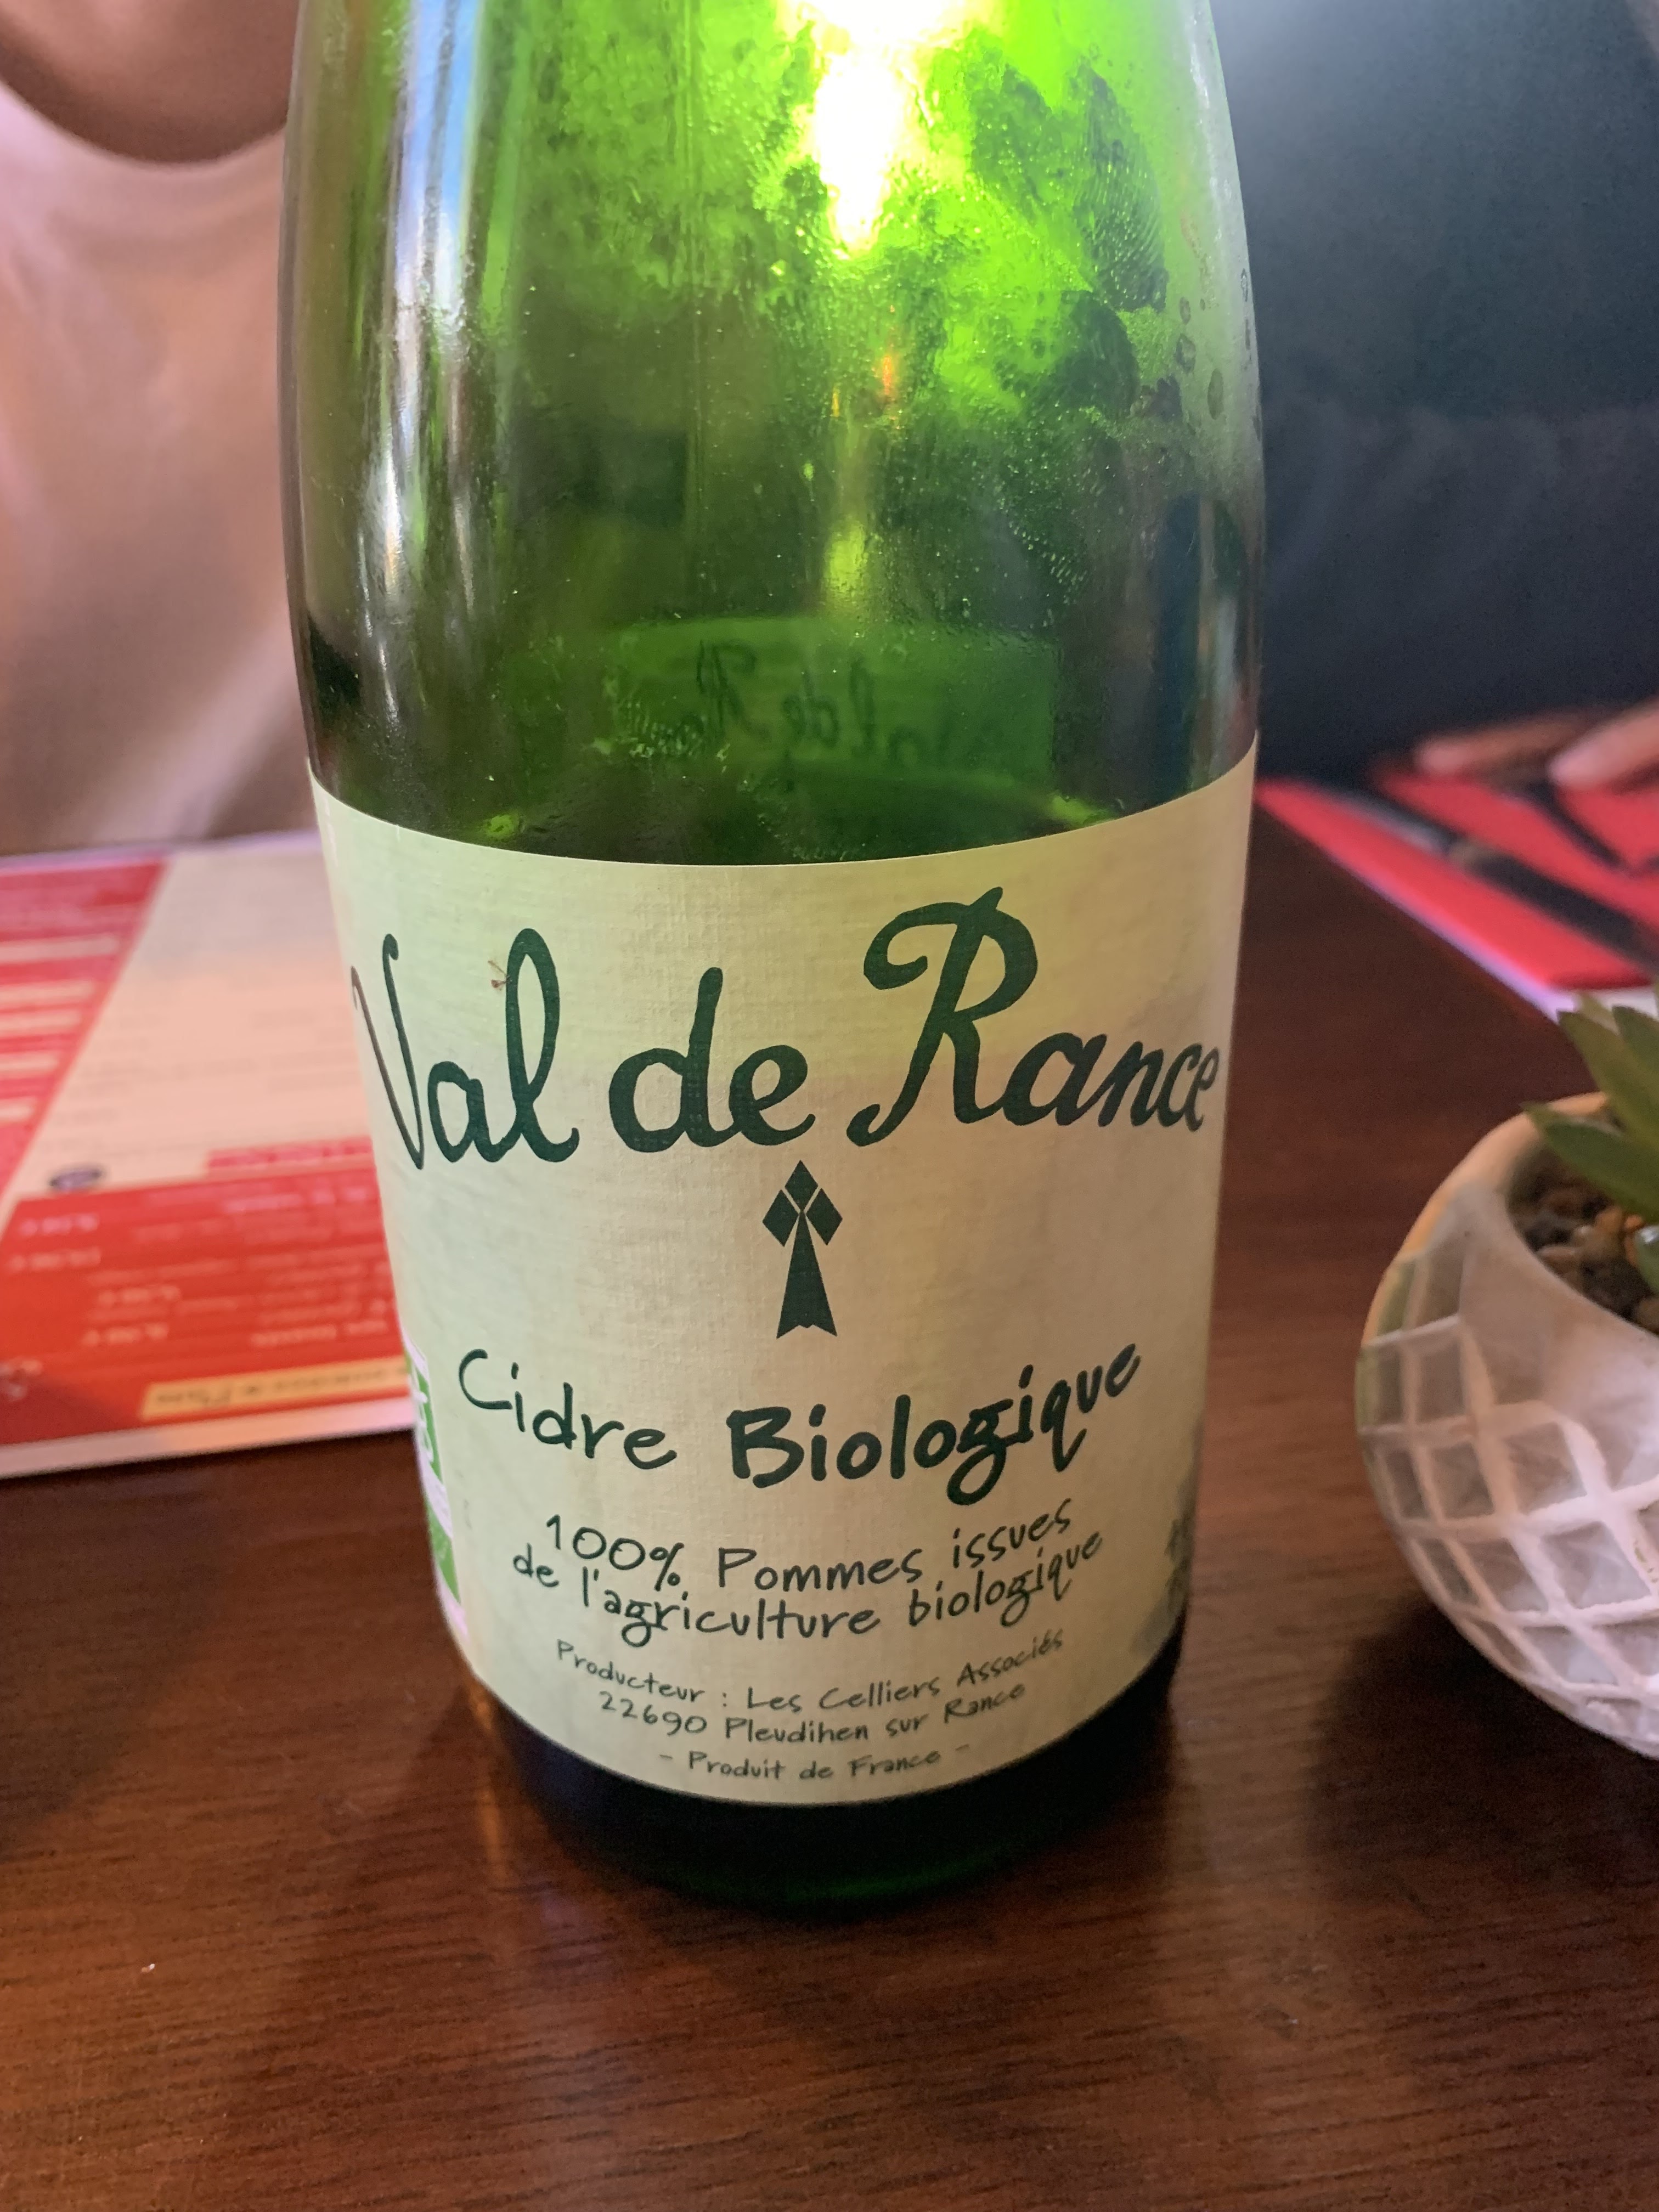 Val de Rance
Cidre Biologique
100% Pommes issues
de l'agriculture biologique
Producteur : Les Celliers Associés
22690 Pleudihen sur Rance
- Produit de France -